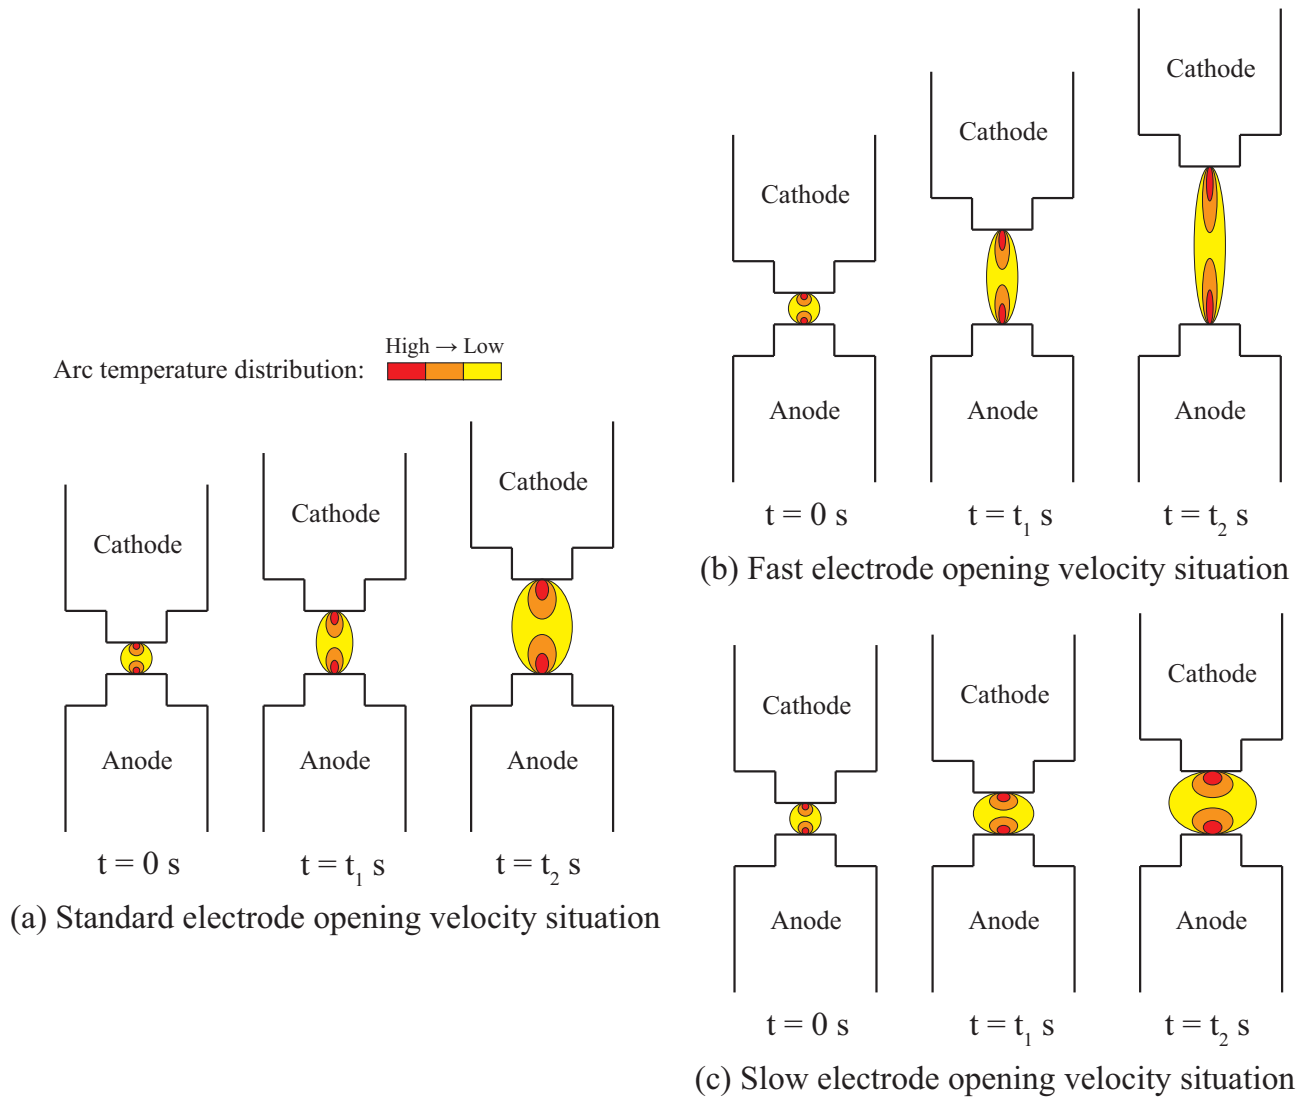 High → Low
Arc temperature distribution:
Cathode
Cathode
Cathode
Anode
Anode
Anode
t = 0 s
t = t₁ s
t = t₂ s
(a) Standard electrode opening velocity situation
Cathode
Cathode
Cathode
Anode
Anode
Anode
t = 0 s
t = t₁ s
t = t₂ s
(b) Fast electrode opening velocity situation
Cathode
Cathode
Cathode
Anode
Anode
Anode
t = 0 s
t = t₁ s
t = t₂ s
(c) Slow electrode opening velocity situation